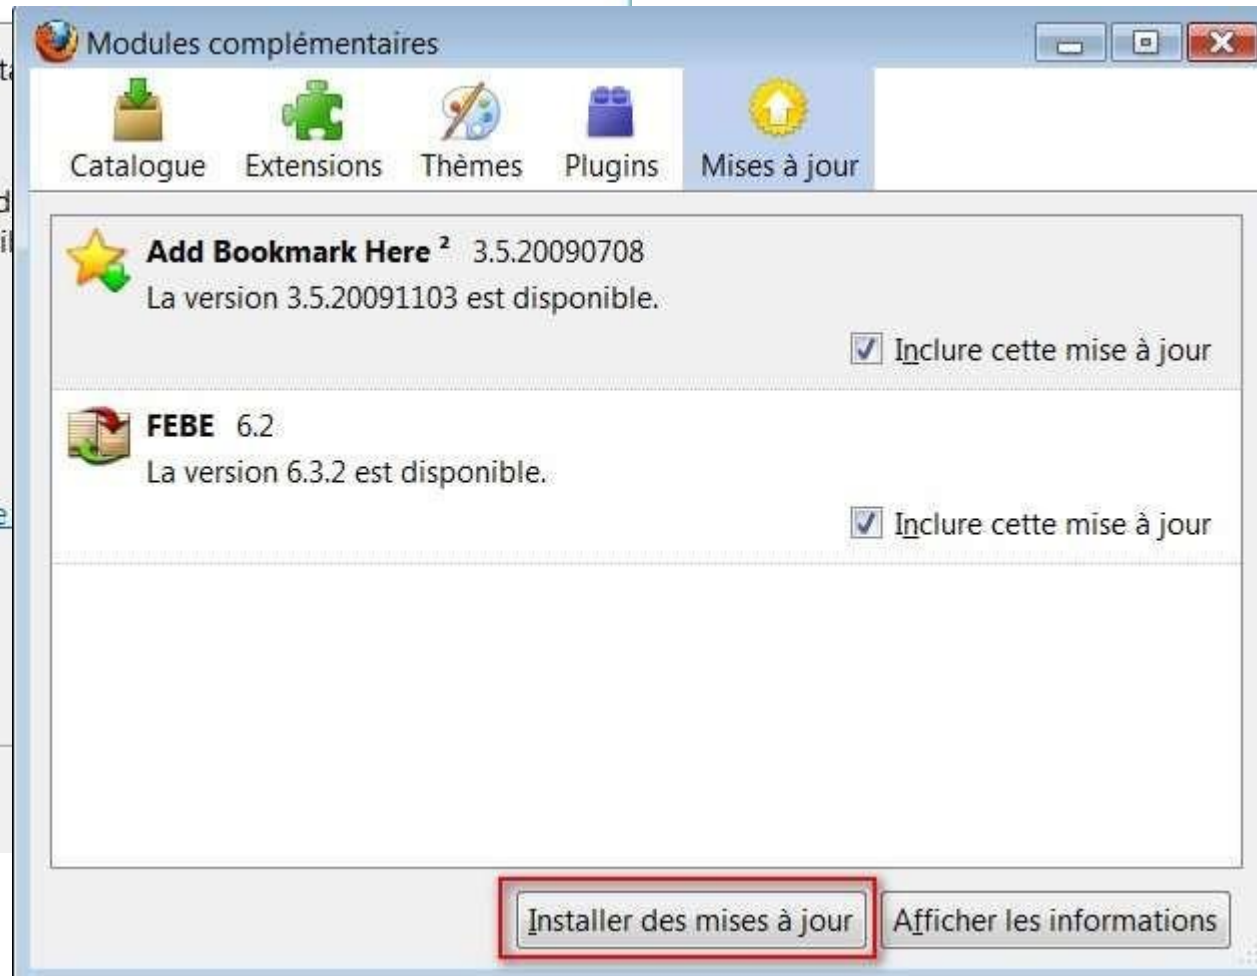 Modules complémentaires
Catalogue Extensions Thèmes Plugins Mises à jour
Add Bookmark Here ² 3.5.20090708
La version 3.5.20091103 est disponible.
Inclure cette mise à jour
FEBE 6.2
La version 6.3.2 est disponible.
Inclure cette mise à jour
Installer des mises à jour Afficher les informations